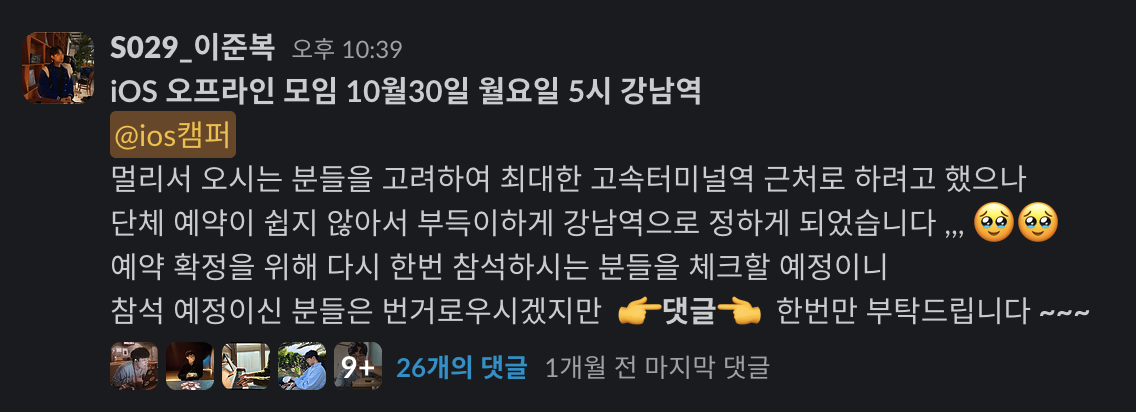 S029_이준복 오후 10:39
iOS 오프라인 모임 10월30일 월요일 5시 강남역
@ios캠퍼
멀리서 오시는 분들을 고려하여 최대한 고속터미널역 근처로 하려고 했으나
단체 예약이 쉽지 않아서 부득이하게 강남역으로 정하게 되었습니다 ,,, 🥹🥹
예약 확정을 위해 다시 한번 참석하시는 분들을 체크할 예정이니
참석 예정이신 분들은 번거로우시겠지만 👉댓글👈 한번만 부탁드립니다 ~~~
9+ 26개의 댓글 1개월 전 마지막 댓글